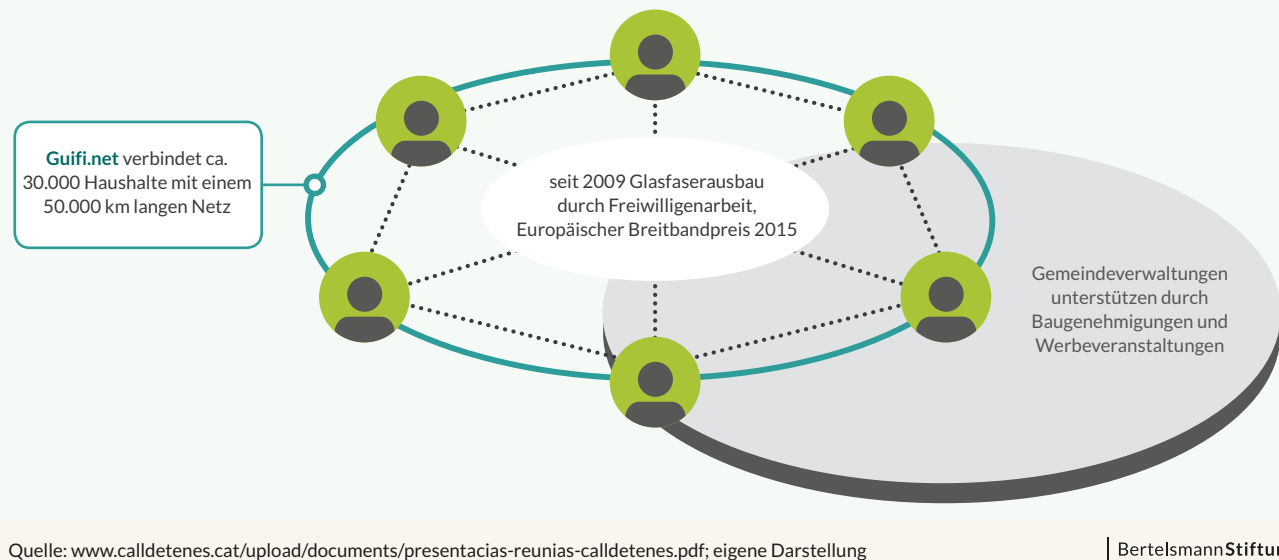 Guifi.net verbindet ca.
30.000 Haushalte mit einem
50.000 km langen Netz
seit 2009 Glasfaserausbau
durch Freiwilligenarbeit,
Europäischer Breitbandpreis 2015
Gemeindeverwaltungen
unterstützen durch
Baugenehmigungen und
Werbeveranstaltungen
Quelle: www.calldetenes.cat/upload/documents/presentacias-reunias-calldetenes.pdf; eigene Darstellung
BertelsmannStiftun